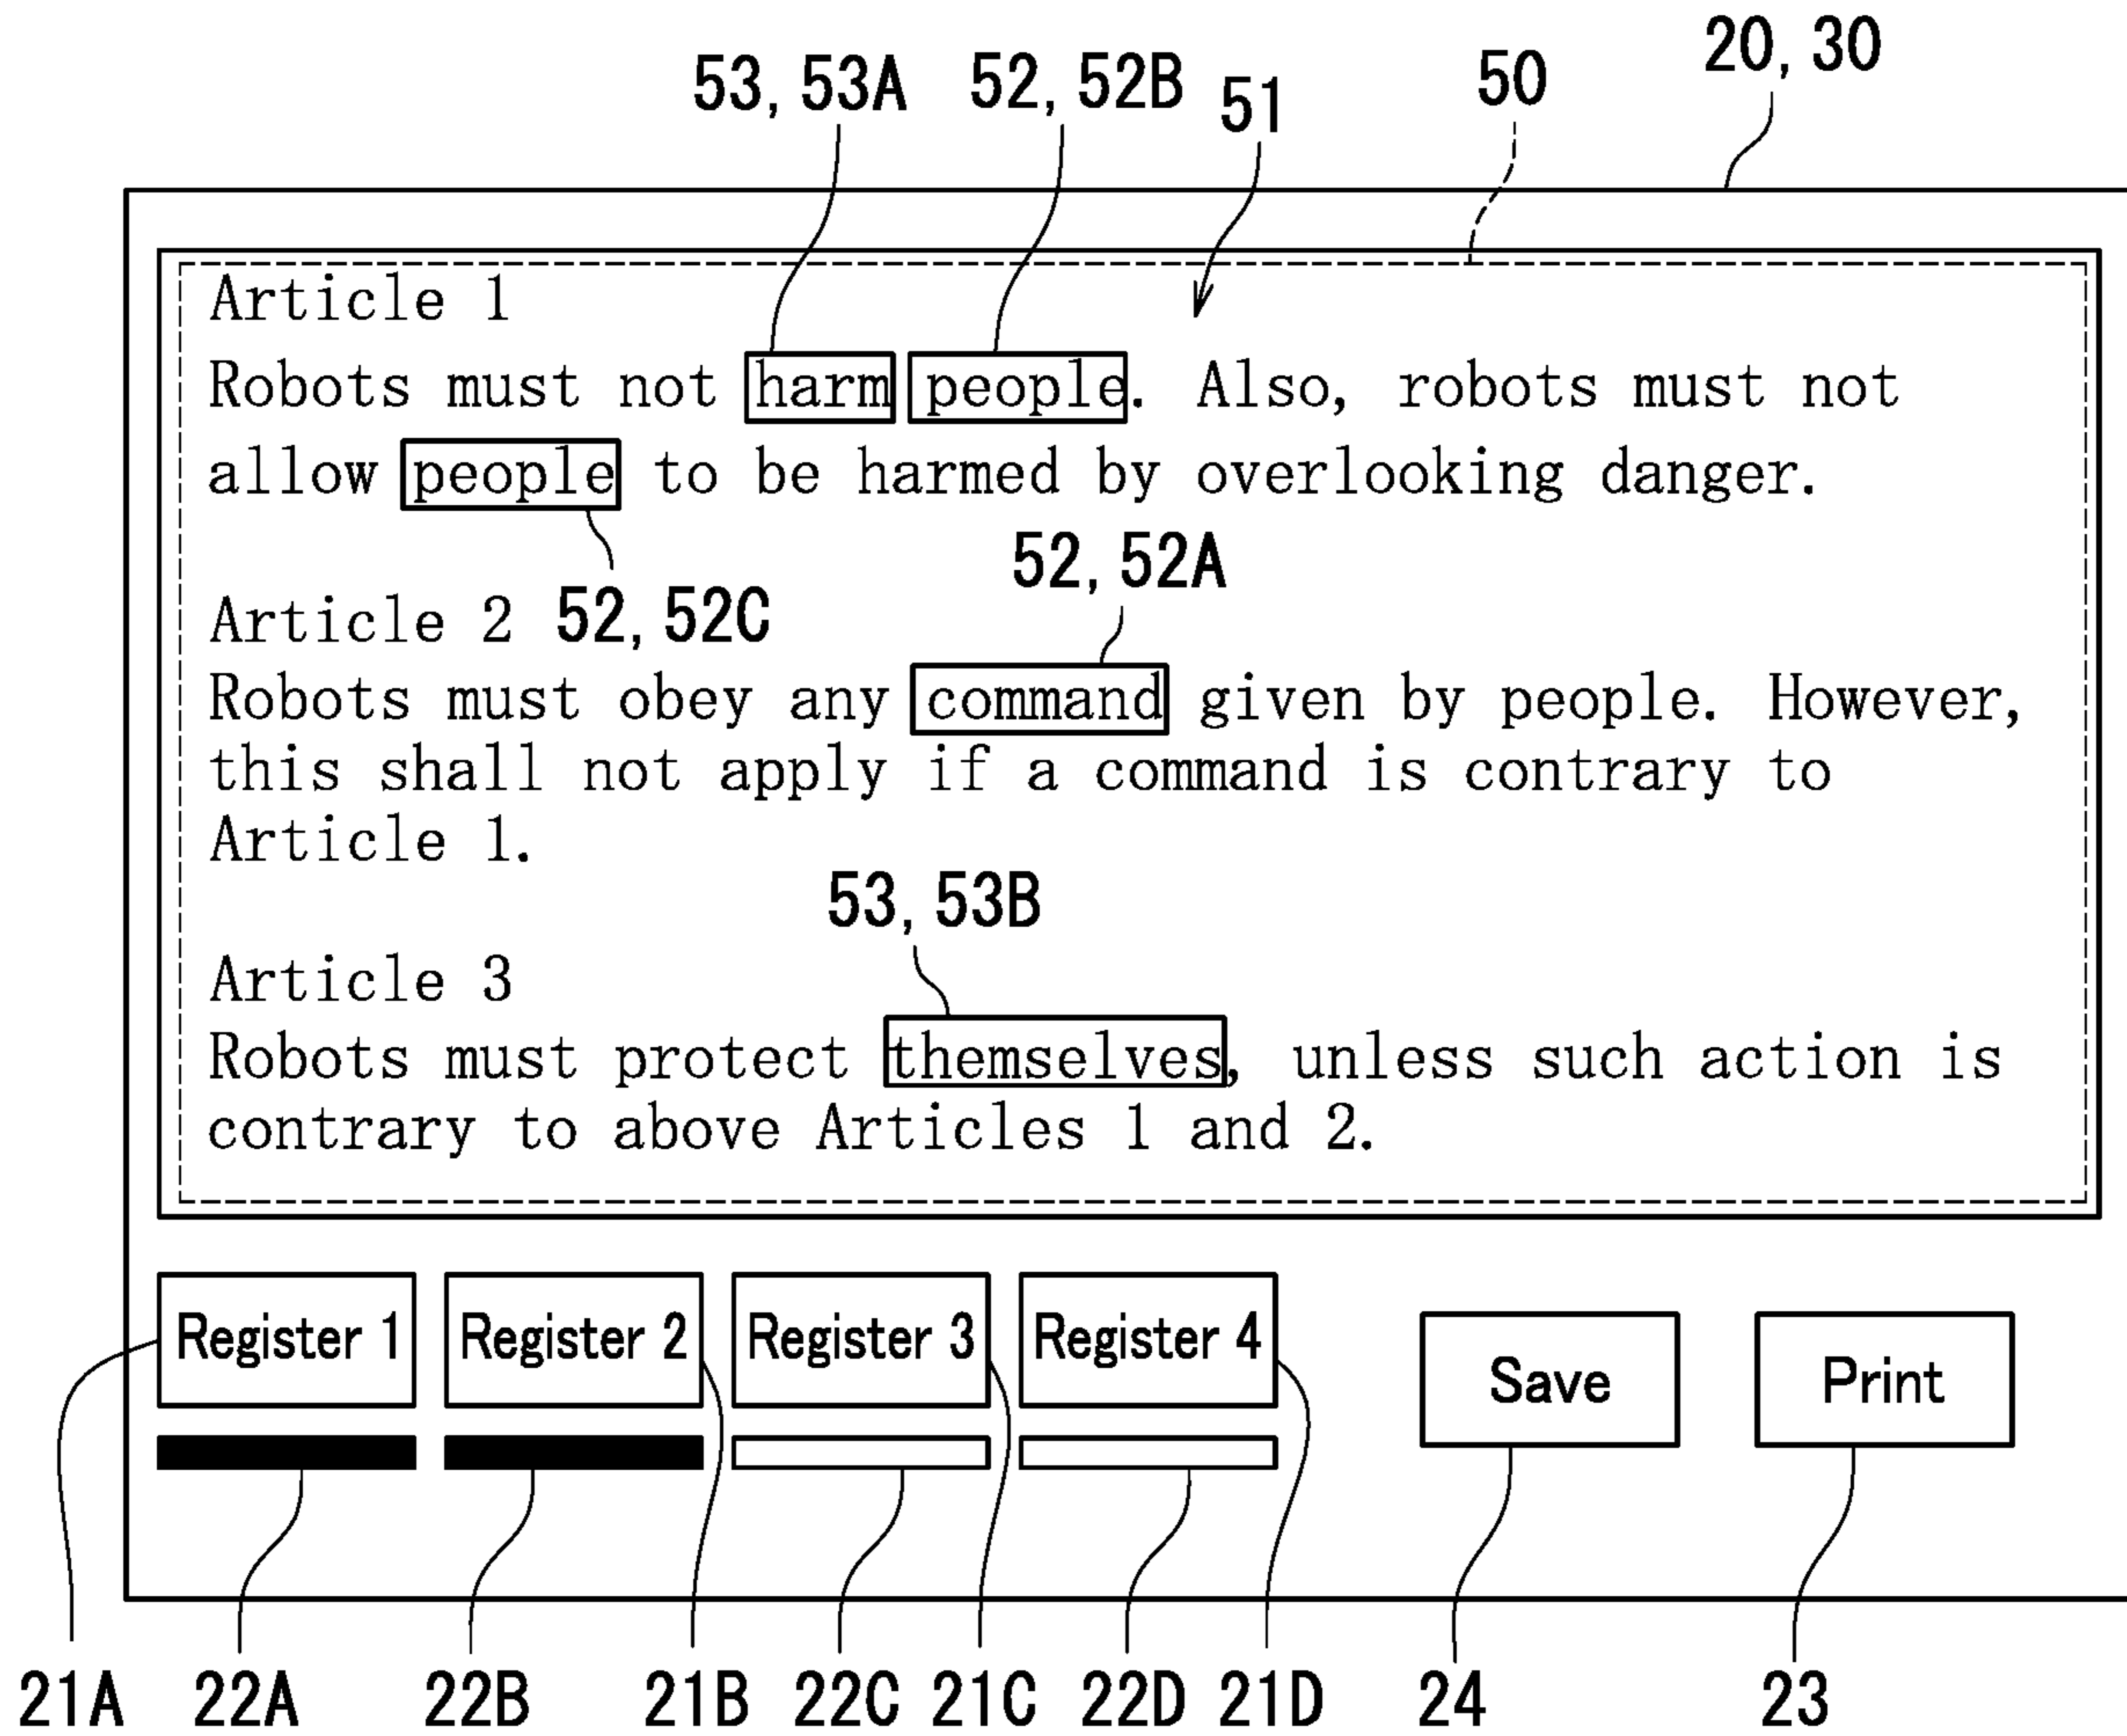 53, 53A 52, 52B 51 50 20, 30
Article 1
Robots must not harm people. Also, robots must not
allow people to be harmed by overlooking danger.
52, 52A
Article 2 52, 52C
Robots must obey any command given by people. However,
this shall not apply if a command is contrary to
Article 1.
53, 53B
Article 3
Robots must protect themselves, unless such action is
contrary to above Articles 1 and 2.
Register 1 Register 2 Register 3 Register 4 Save Print
21A 22A 22B 21B 22C 21C 22D 21D 24 23